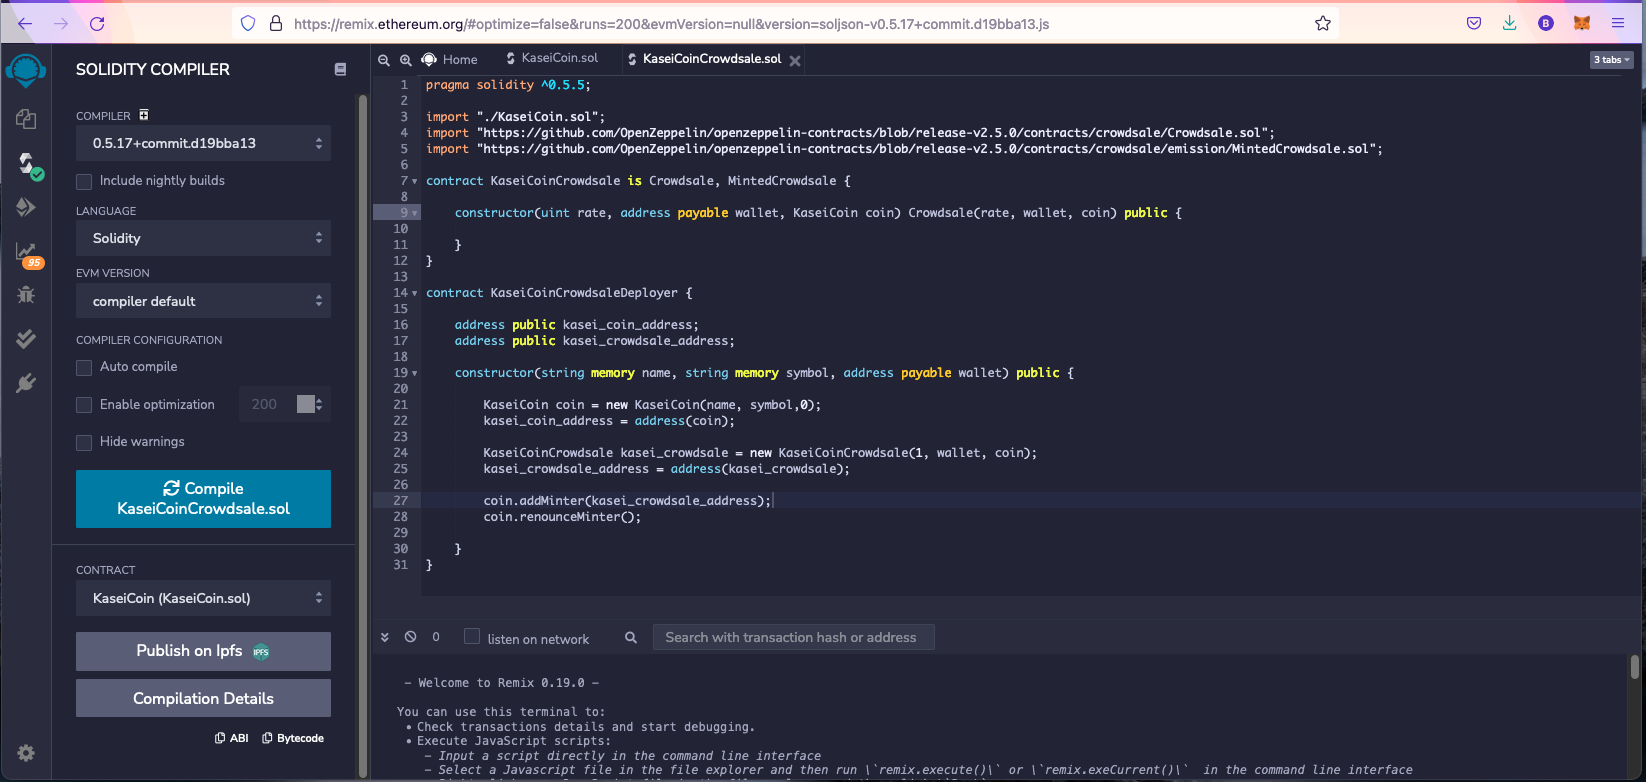 https://remix.ethereum.org/#optimize=false&runs=200&evmVersion=null&version=soljson-v0.5.17+commit.d19bba13.js
B
SOLIDITY COMPILER
COMPILER
0.5.17+commit.d19bba13
Include nightly builds
LANGUAGE
Solidity
95
EVM VERSION
compiler default
COMPILER CONFIGURATION
Auto compile
Enable optimization
200
Hide warnings
Compile
KaseiCoinCrowdsale.sol
CONTRACT
KaseiCoin (KaseiCoin.sol)
Publish on Ipfs
IPFS
Compilation Details
ABI
Bytecode
Home
KaseiCoin.sol
KaseiCoinCrowdsale.sol
3 tabs
1 pragma solidity ^0.5.5;
2
3 import "./KaseiCoin.sol";
4 import "https://github.com/OpenZeppelin/openzeppelin-contracts/blob/release-v2.5.0/contracts/crowdsale/Crowdsale.sol";
5 import "https://github.com/OpenZeppelin/openzeppelin-contracts/blob/release-v2.5.0/contracts/crowdsale/emission/MintedCrowdsale.sol";
6
7 contract KaseiCoinCrowdsale is Crowdsale, MintedCrowdsale {
8
9     constructor(uint rate, address payable wallet, KaseiCoin coin) Crowdsale(rate, wallet, coin) public {
10
11     }
12 }
13
14 contract KaseiCoinCrowdsaleDeployer {
15
16     address public kasei_coin_address;
17     address public kasei_crowdsale_address;
18
19     constructor(string memory name, string memory symbol, address payable wallet) public {
20
21         KaseiCoin coin = new KaseiCoin(name, symbol,0);
22         kasei_coin_address = address(coin);
23
24         KaseiCoinCrowdsale kasei_crowdsale = new KaseiCoinCrowdsale(1, wallet, coin);
25         kasei_crowdsale_address = address(kasei_crowdsale);
26
27         coin.addMinter(kasei_crowdsale_address);
28         coin.renounceMinter();
29
30     }
31 }
0
listen on network
Search with transaction hash or address
- Welcome to Remix 0.19.0 -
You can use this terminal to:
• Check transactions details and start debugging.
• Execute JavaScript scripts:
- Input a script directly in the command line interface
- Select a Javascript file in the file explorer and then run \`remix.execute()\` or \`remix.exeCurrent()\` in the command line interface